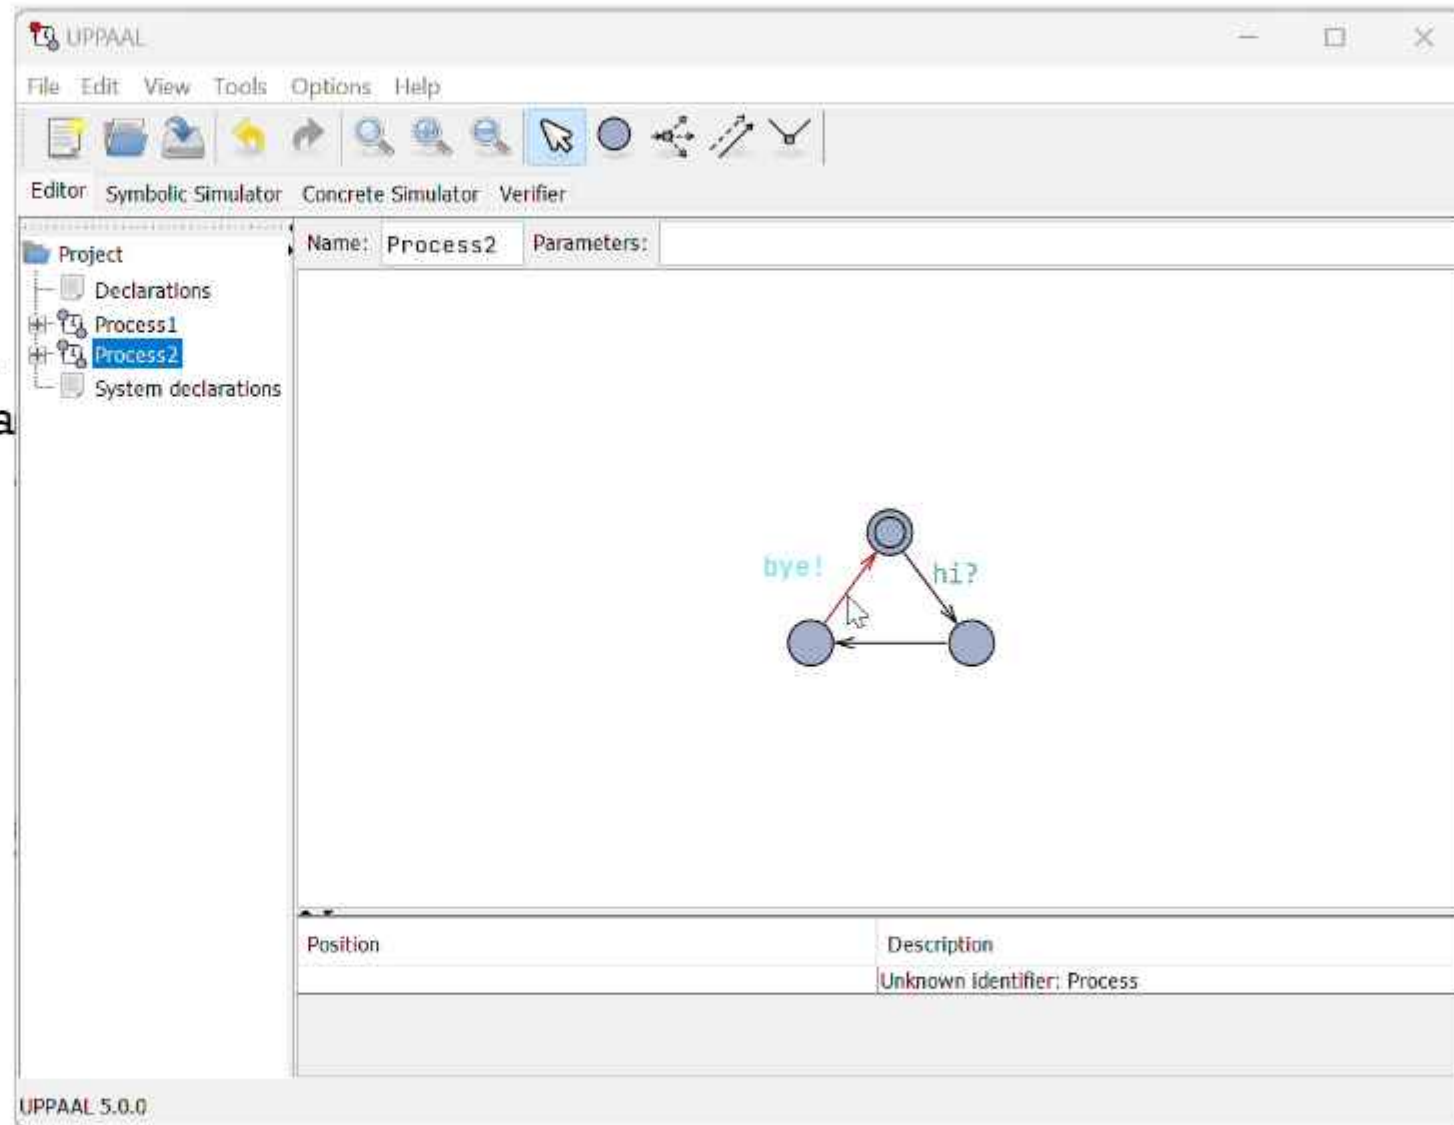 UPPAAL
File Edit View Tools Options Help
Editor Symbolic Simulator Concrete Simulator Verifier
Name: Process2 Parameters:
Project
Declarations
Process1
Process2
System declarations
a
bye!
hi?
Position Description
Unknown identifier: Process
UPPAAL 5.0.0